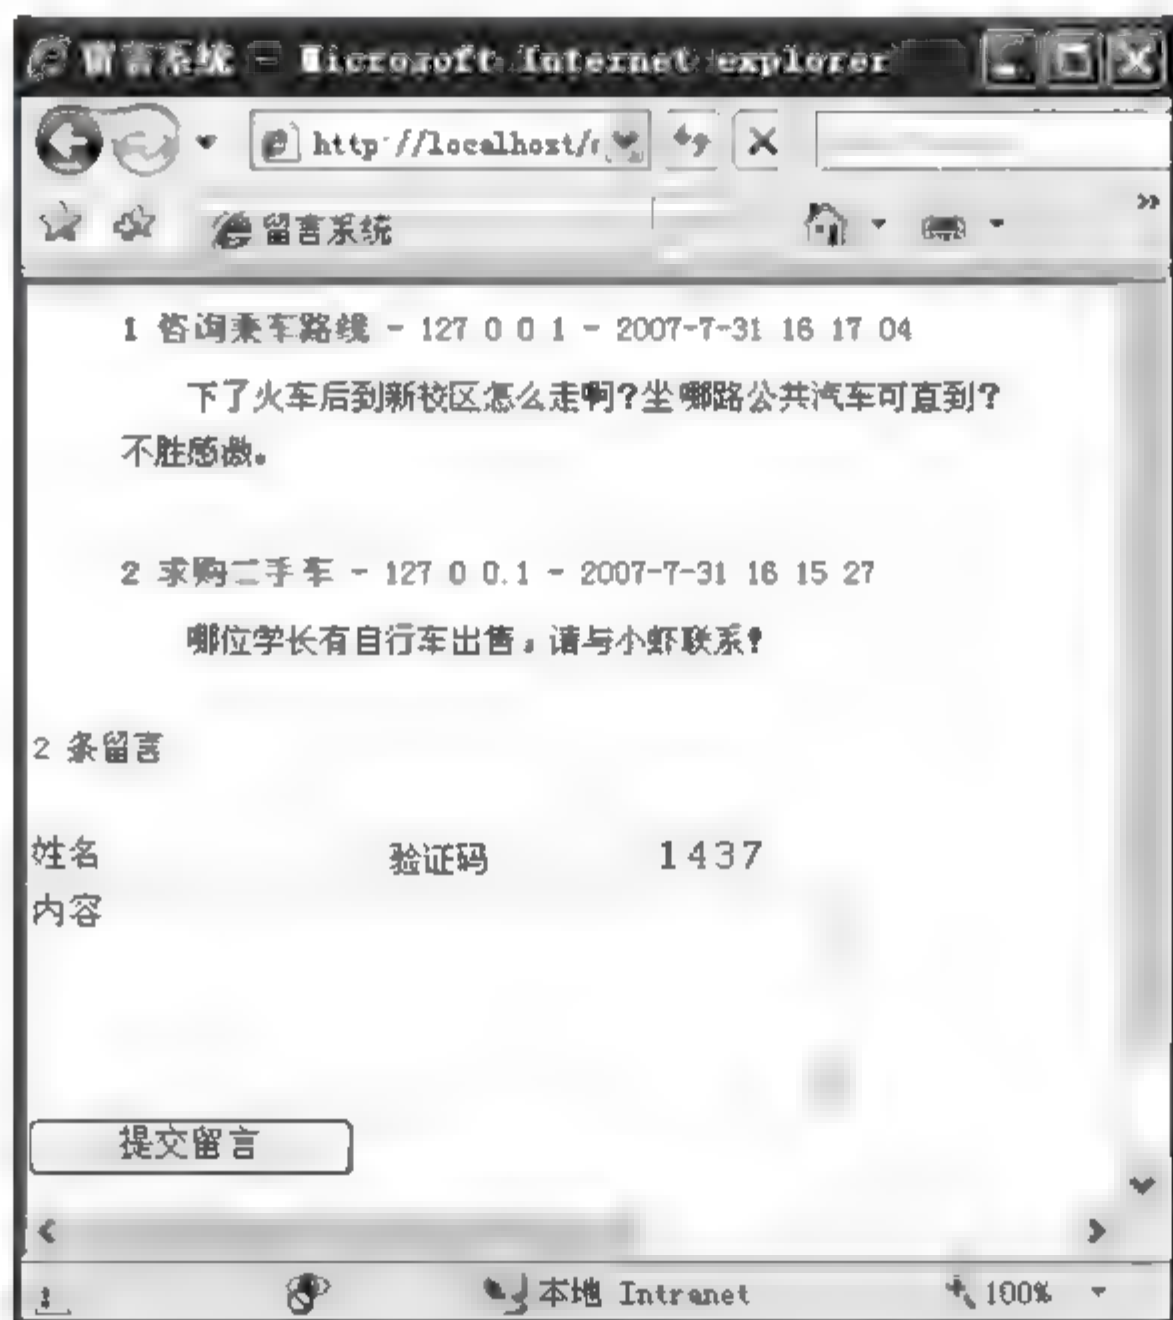 留言系统 - Microsoft Internet explorer
http://localhost/
留言系统
1 咨询乘车路线 - 127 0 0 1 - 2007-7-31 16 17 04
下了火车后到新校区怎么走啊?坐哪路公共汽车可直到?
不胜感激。
2 求购二手车 - 127 0 0.1 - 2007-7-31 16 15 27
哪位学长有自行车出售,请与小虾联系!
2 条留言
姓名 验证码 1437
内容
提交留言
本地 Intranet 100%